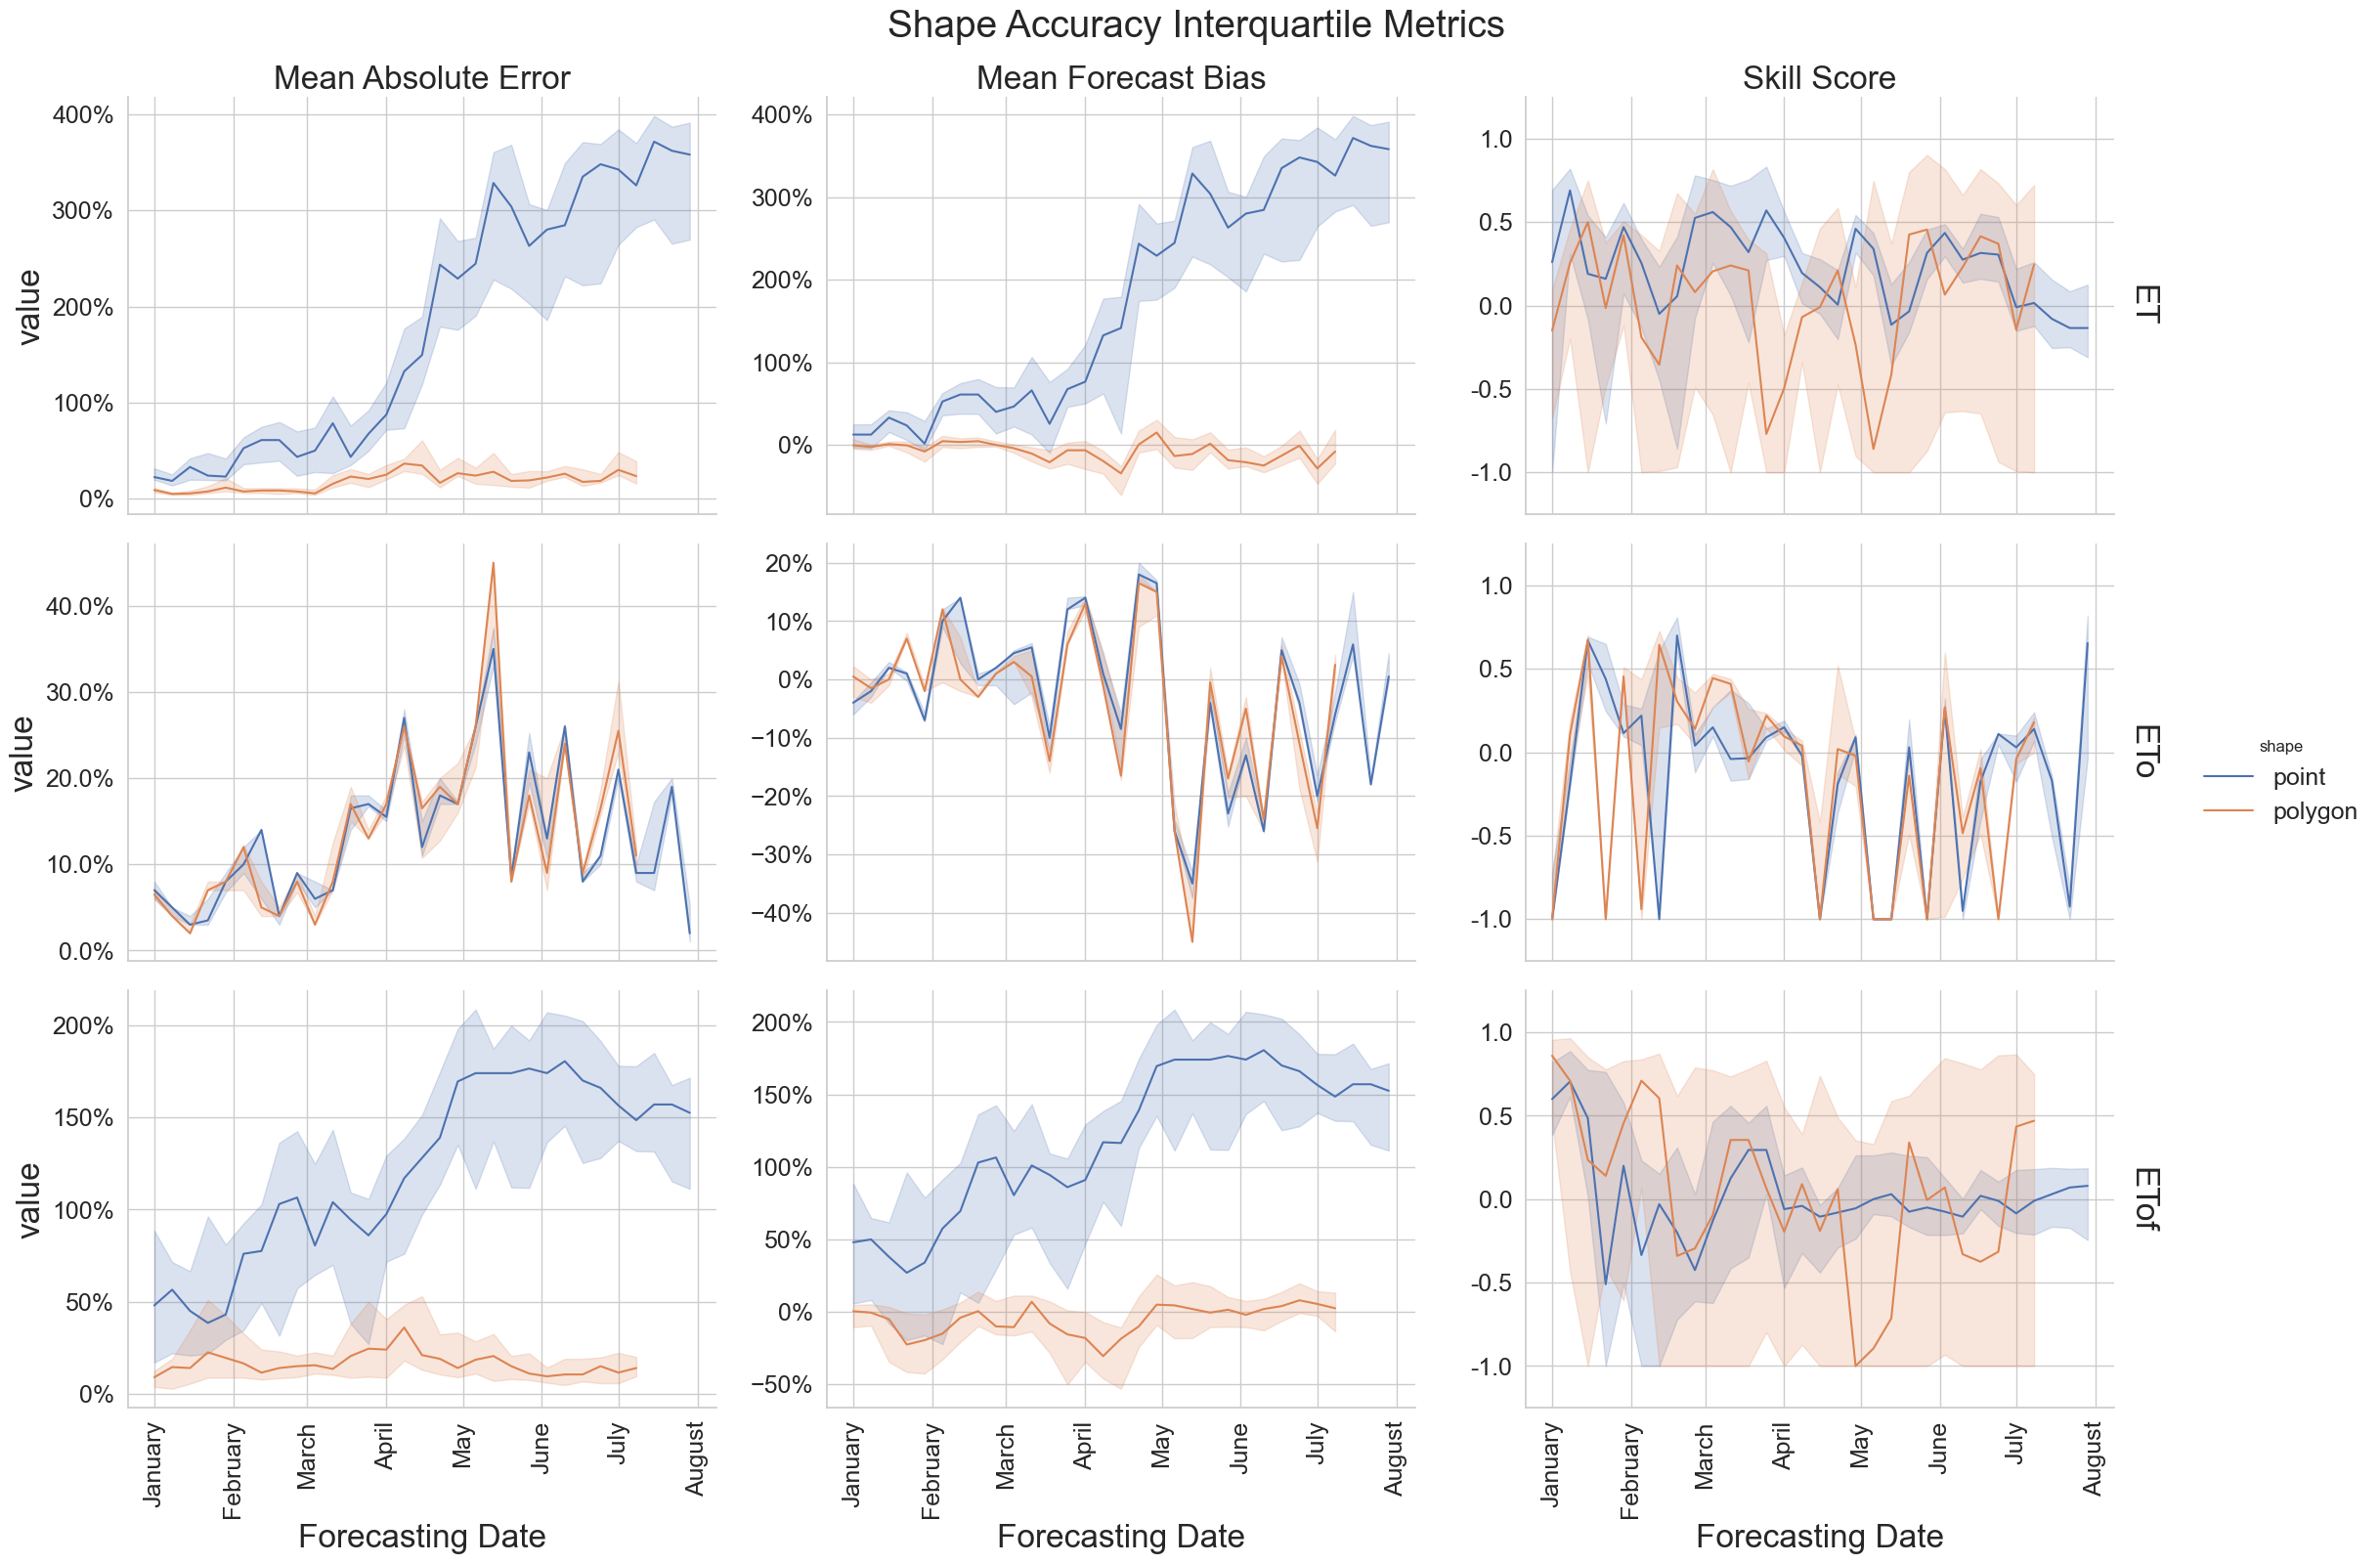 Shape Accuracy Interquartile Metrics
Mean Absolute Error
Mean Forecast Bias
Skill Score
value
400%
300%
200%
100%
0%
400%
300%
200%
100%
0%
1.0
0.5
0.0
-0.5
-1.0
ET
value
40.0%
30.0%
20.0%
10.0%
0.0%
20%
10%
0%
−10%
−20%
−30%
−40%
1.0
0.5
0.0
-0.5
-1.0
ETo
shape
point
polygon
value
200%
150%
100%
50%
0%
200%
150%
100%
50%
0%
−50%
1.0
0.5
0.0
-0.5
-1.0
ETof
January
February
March
April
May
June
July
August
January
February
March
April
May
June
July
August
January
February
March
April
May
June
July
August
Forecasting Date
Forecasting Date
Forecasting Date